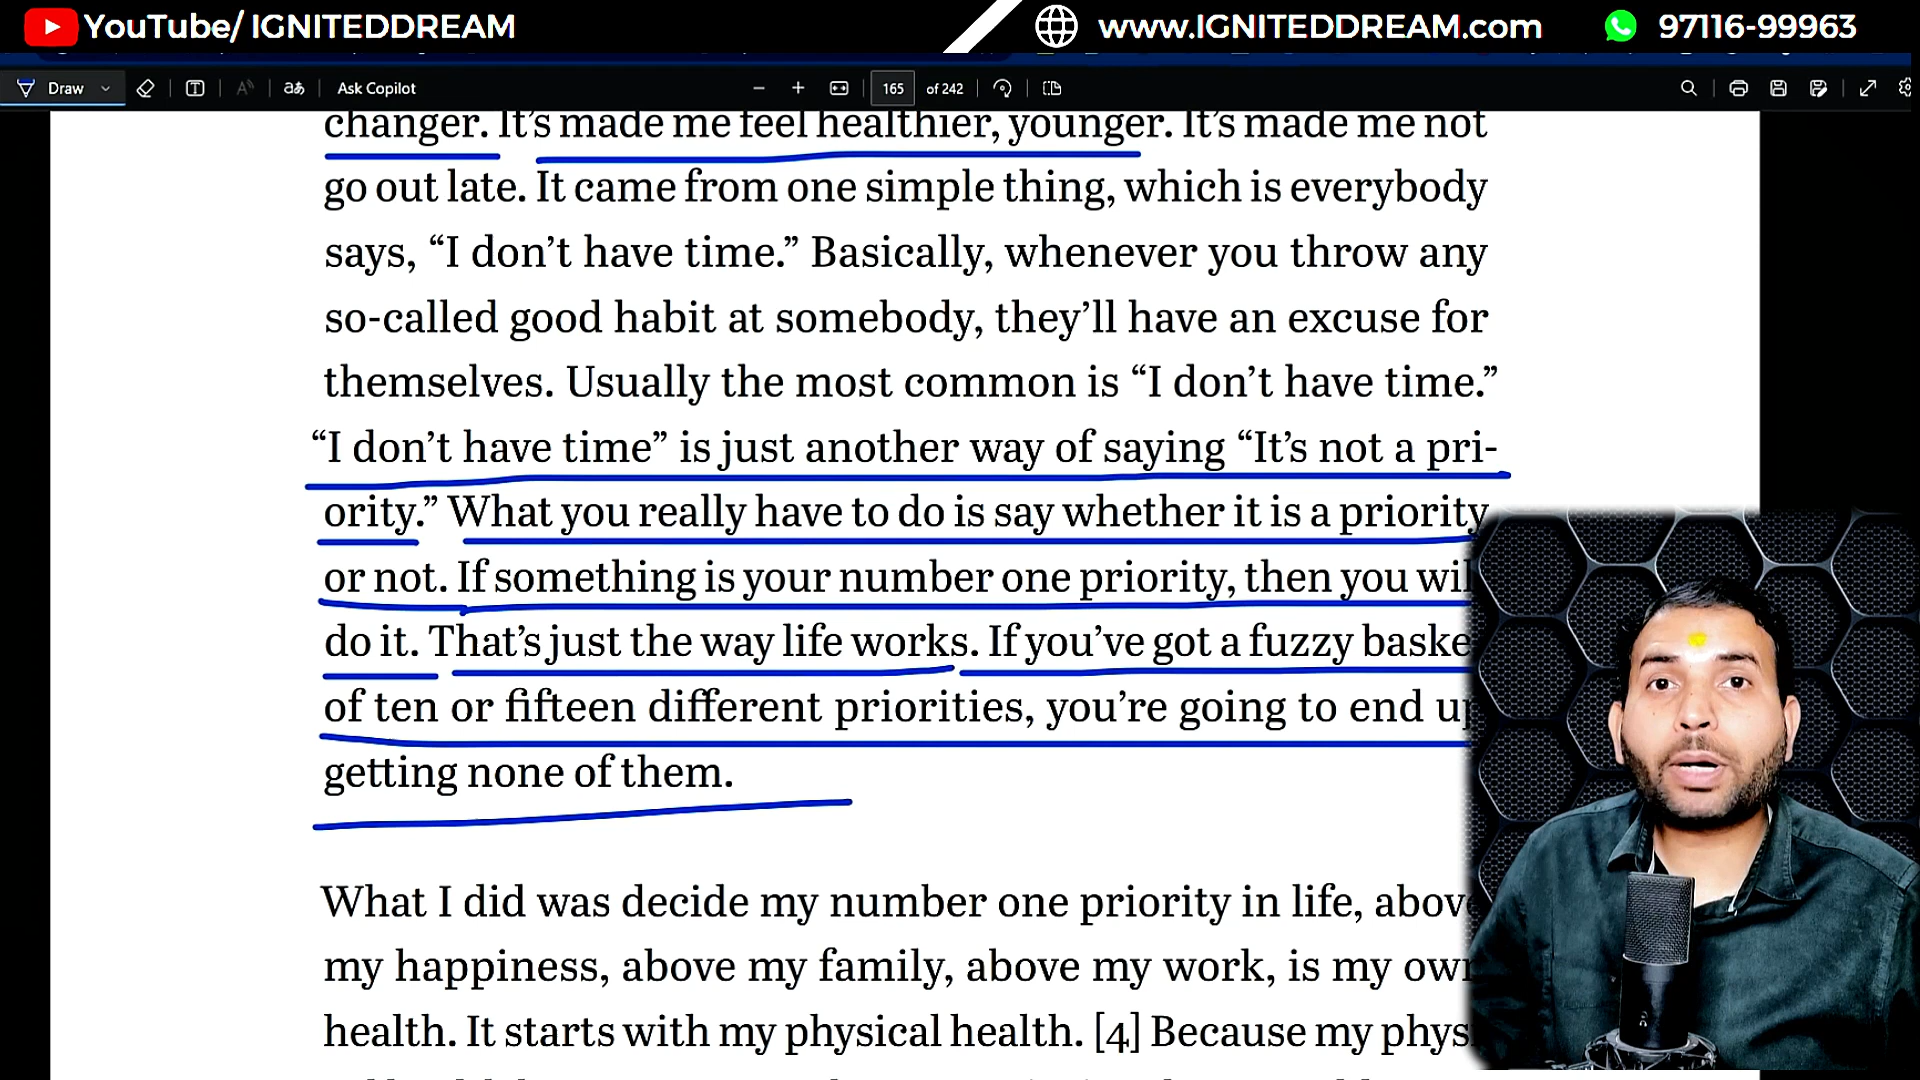 YouTube/ IGNITEDDREAM
www.IGNITEDDREAM.com
97116-99963
Draw
aあ
Ask Copilot
165 of 242
changer. It’s made me feel healthier, younger. It’s made me not
go out late. It came from one simple thing, which is everybody
says, “I don’t have time.” Basically, whenever you throw any
so-called good habit at somebody, they’ll have an excuse for
themselves. Usually the most common is “I don’t have time.”
“I don’t have time” is just another way of saying “It’s not a pri-
ority.” What you really have to do is say whether it is a priority
or not. If something is your number one priority, then you
do it. That’s just the way life works. If you’ve got a fuzzy
of ten or fifteen different priorities, you’re going to end
getting none of them.
What I did was decide my number one priority in life,
my happiness, above my family, above my work, is my
health. It starts with my physical health. [4] Because my